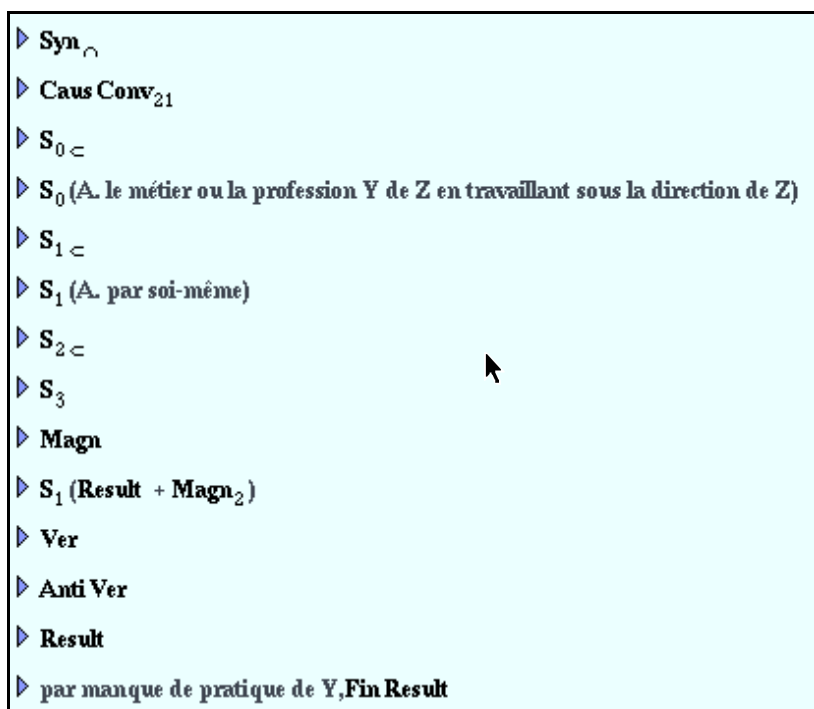 Syn∩
Caus Conv₂₁
S₀ ⊂
S₀ (A. le métier ou la profession Y de Z en travaillant sous la direction de Z)
S₁ ⊂
S₁ (A. par soi-même)
S₂ ⊂
S₃
Magn
S₁ (Result + Magn₂)
Ver
Anti Ver
Result
par manque de pratique de Y,Fin Result